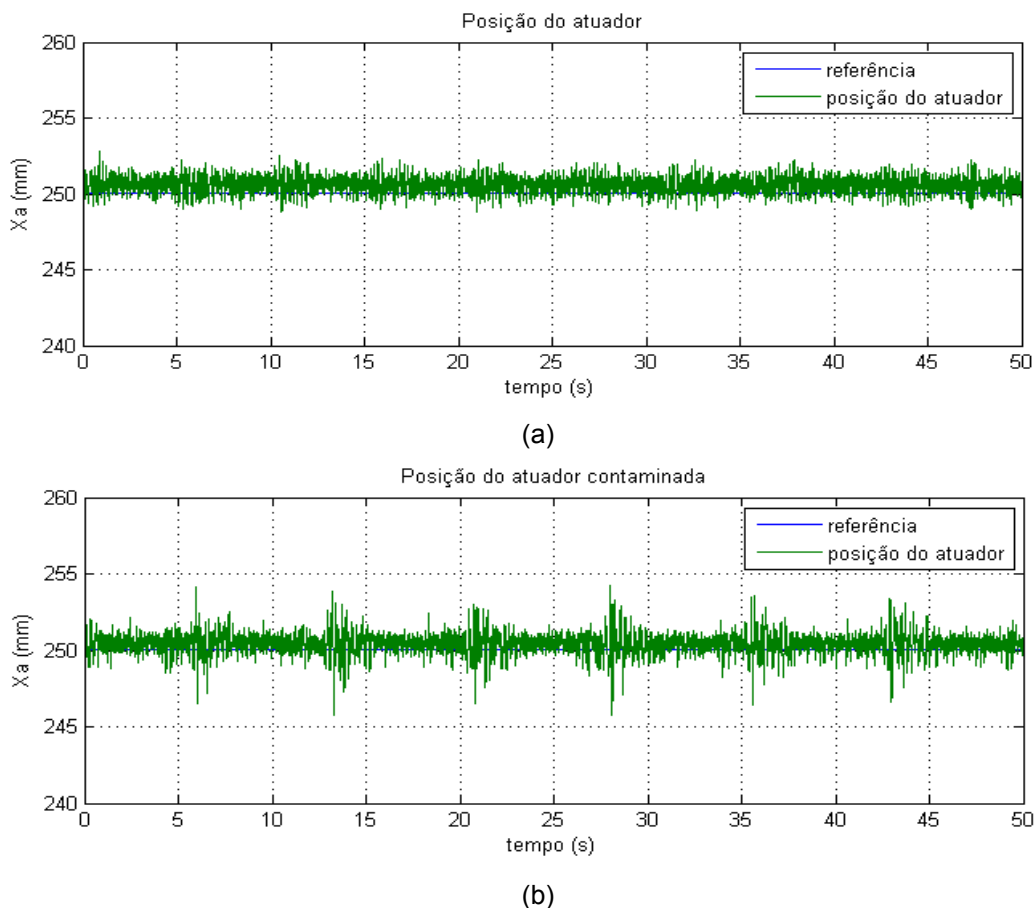 Posição do atuador
260
255
250
245
240
Xa (mm)
referência
posição do atuador
0 5 10 15 20 25 30 35 40 45 50
tempo (s)
(a)
Posição do atuador contaminada
260
255
250
245
240
Xa (mm)
referência
posição do atuador
0 5 10 15 20 25 30 35 40 45 50
tempo (s)
(b)